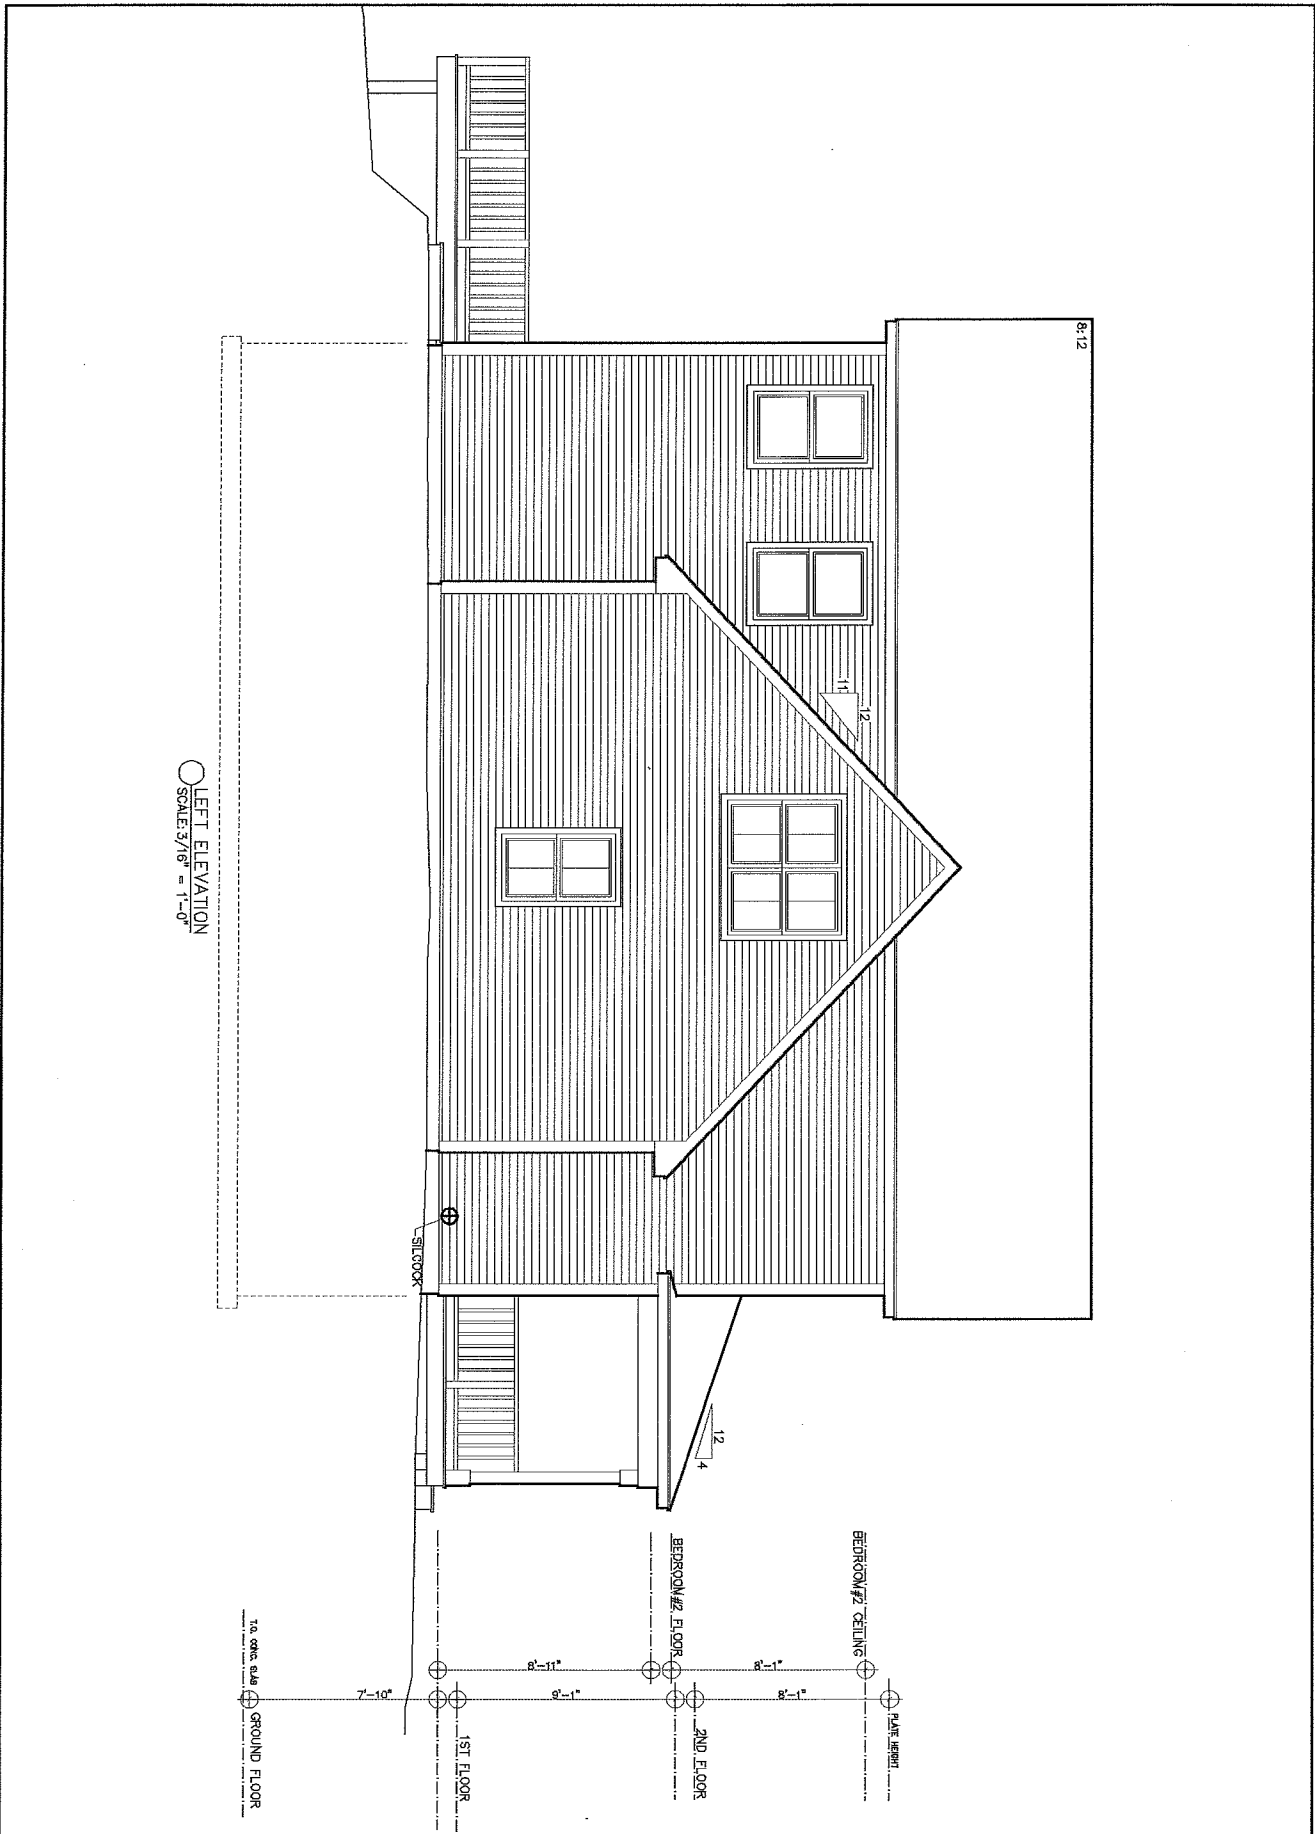 8:12
11
12
12
4
SILCOCK
BEDROOM #2 CEILING
PLATE HEIGHT
8'-1"
8'-1"
BEDROOM #2 FLOOR
2ND FLOOR
8'-11"
9'-1"
1ST FLOOR
7'-10"
T.O. CONC. SLAB
GROUND FLOOR
LEFT ELEVATION
SCALE: 3/16" = 1'-0"